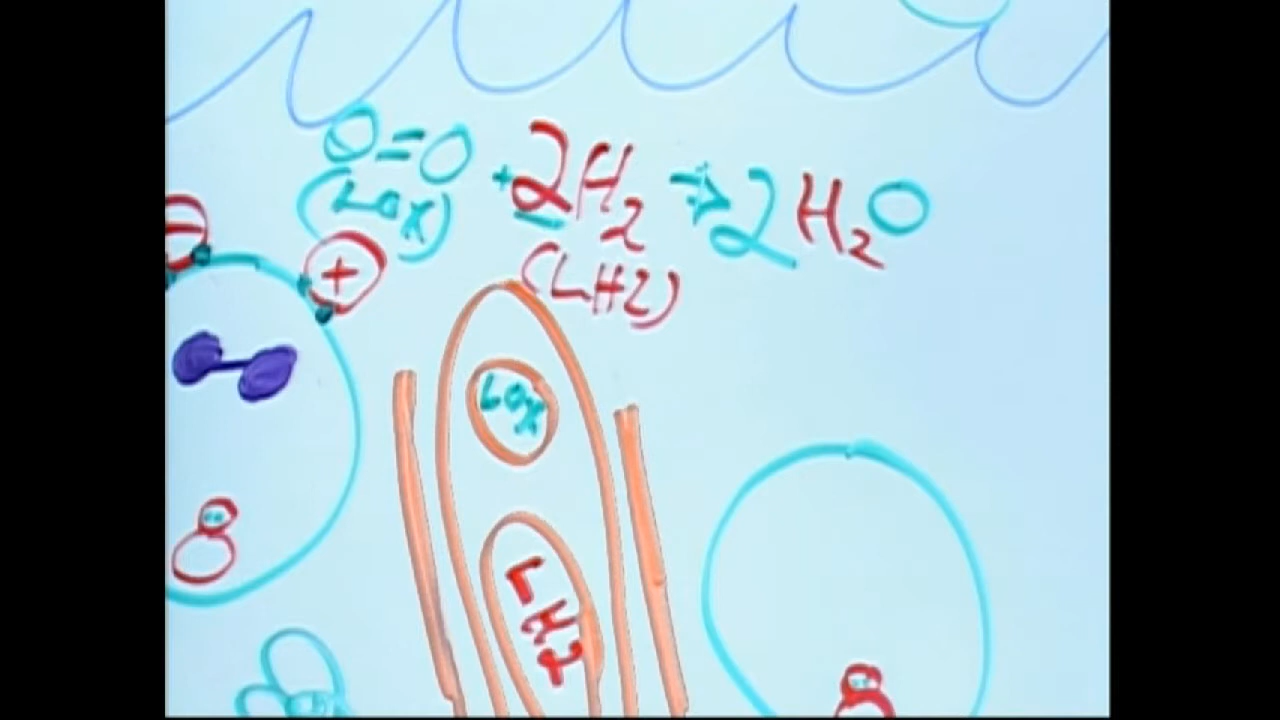 O=O + 2H₂ → 2H₂O
(Lox) (LH2)
+
Lox
LH2